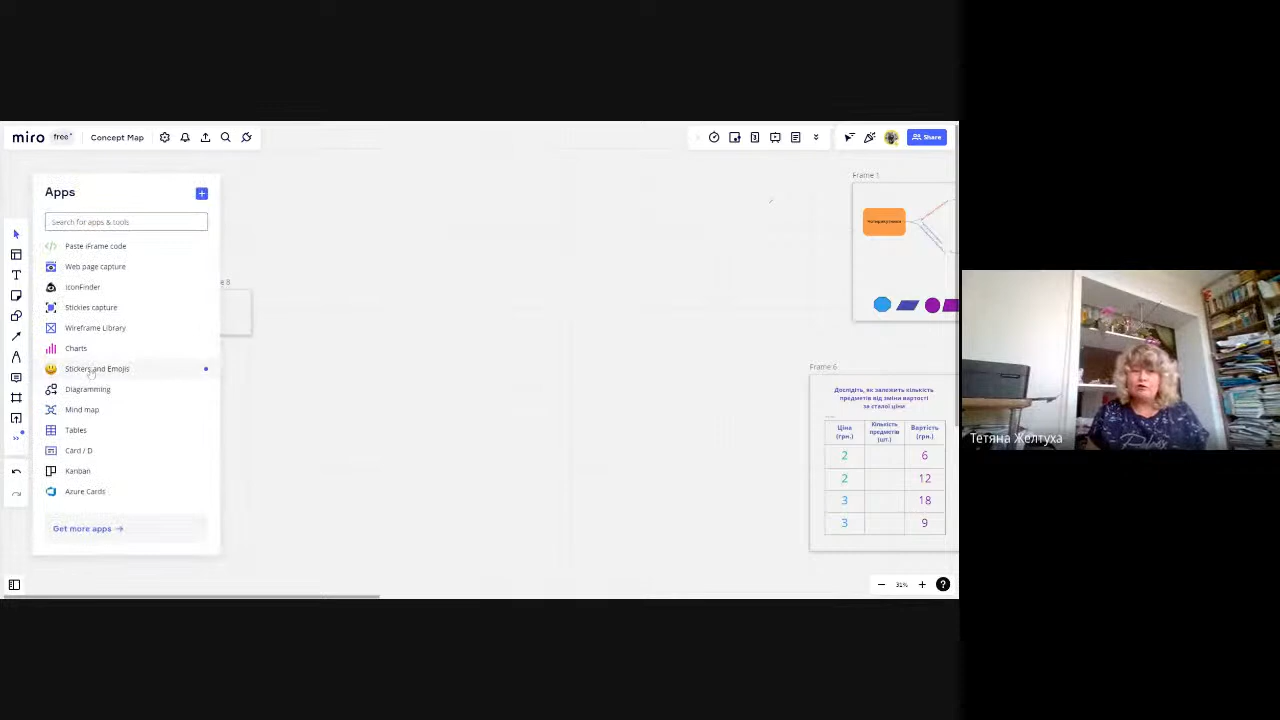 miro free
Concept Map
Share
Apps
Search for apps & tools
Paste iFrame code
Web page capture
IconFinder
Stickies capture
Wireframe Library
Charts
Stickers and Emojis
Diagramming
Mind map
Tables
Card / D
Kanban
Azure Cards
Get more apps →
e 8
Frame 1
Frame 6
Дослідіть, як залежить кількість
предметів від зміни вартості
за сталої ціни
Ціна (грн.) Кількість предметів (шт.) Вартість (грн.)
2 6
2 12
3 18
3 9
31%
Тетяна Желтуха